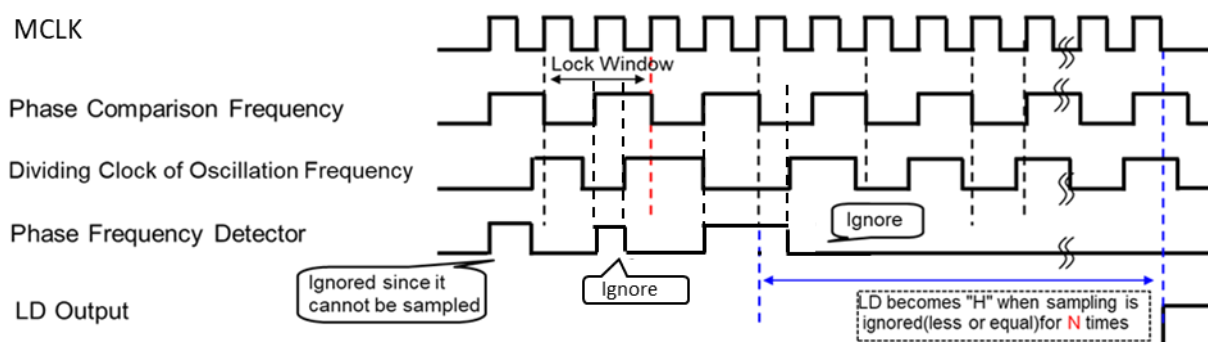 MCLK
Lock Window
Phase Comparison Frequency
Dividing Clock of Oscillation Frequency
Phase Frequency Detector
Ignore
Ignored since it
cannot be sampled
Ignore
LD Output
LD becomes "H" when sampling is
ignored(less or equal)for N times